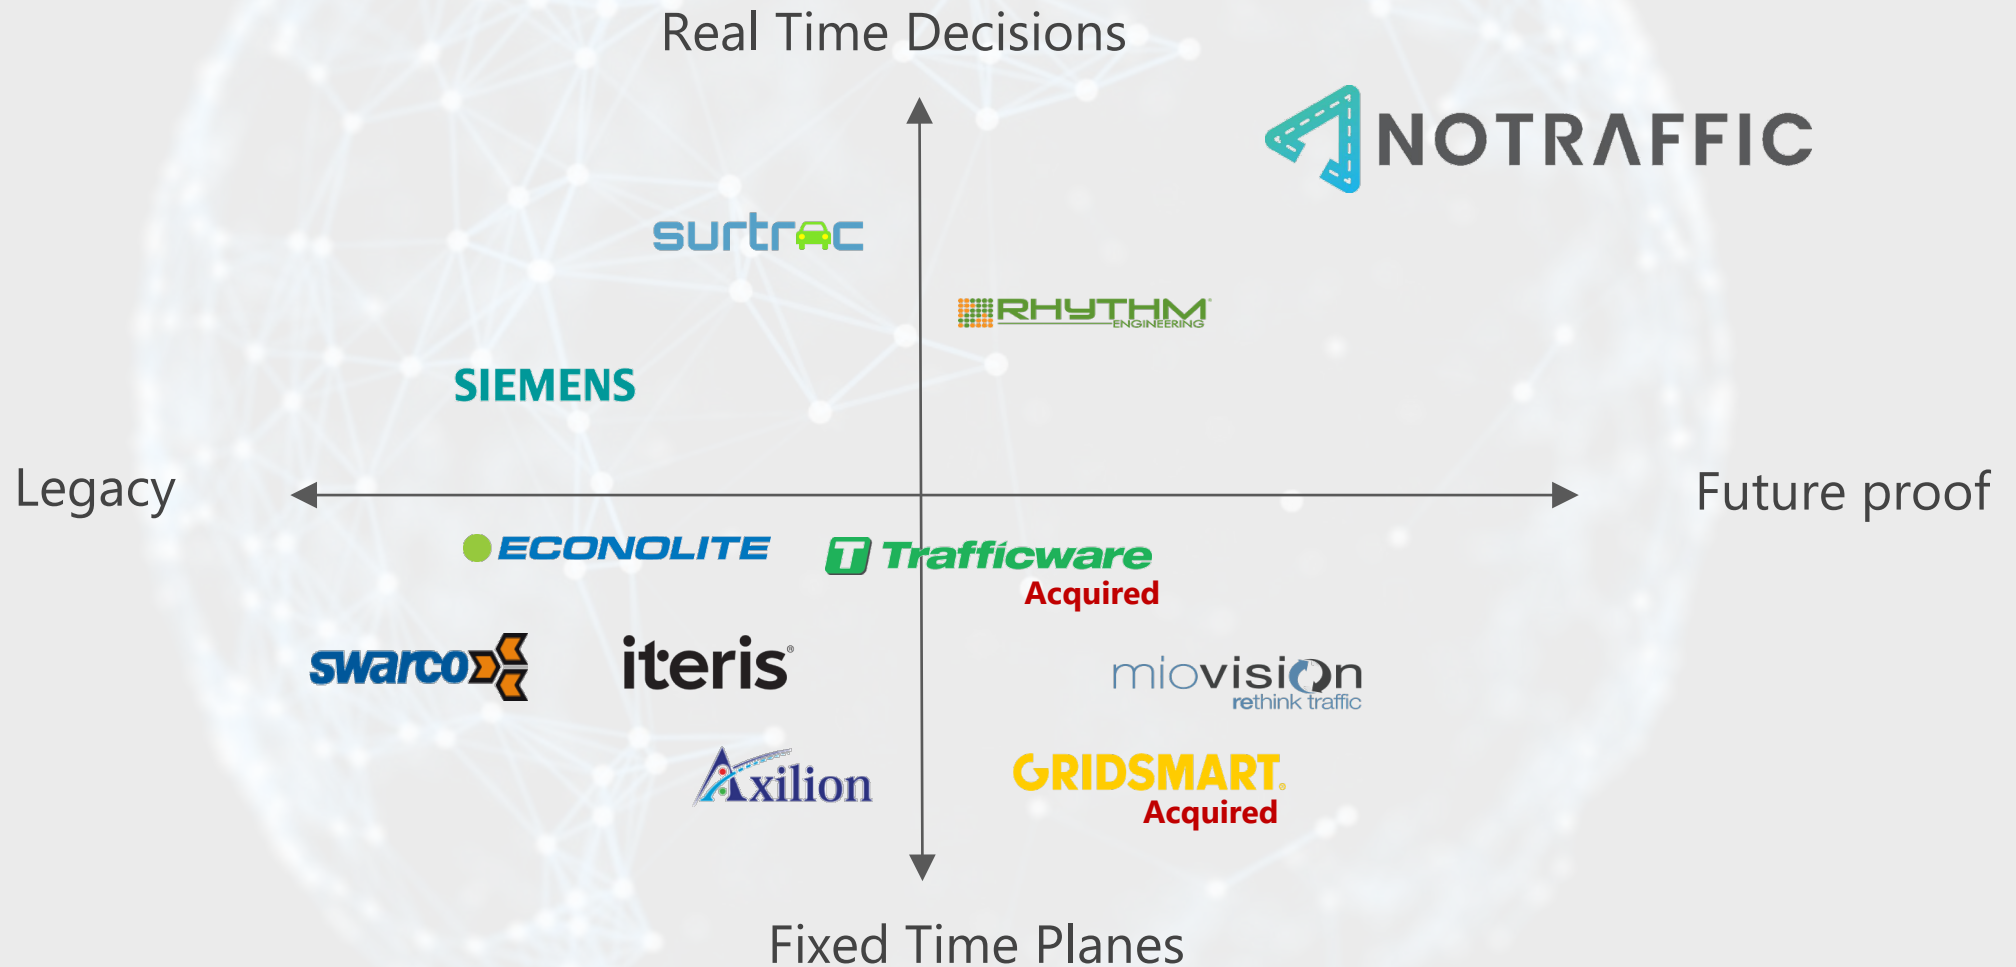 Real Time Decisions
NOTRAFFIC
surtrac
RHYTHM®
ENGINEERING
SIEMENS
Legacy
Future proof
ECONOLITE
T Trafficware
Acquired
swarco
iteris®
miovision
rethink traffic
Axilion
GRIDSMART®
Acquired
Fixed Time Planes